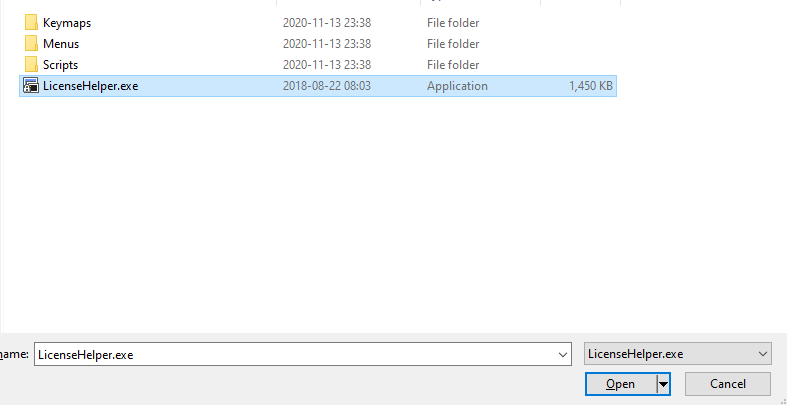 Keymaps 2020-11-13 23:38 File folder
Menus 2020-11-13 23:38 File folder
Scripts 2020-11-13 23:38 File folder
LicenseHelper.exe 2018-08-22 08:03 Application 1,450 KB
name: LicenseHelper.exe LicenseHelper.exe
Open Cancel